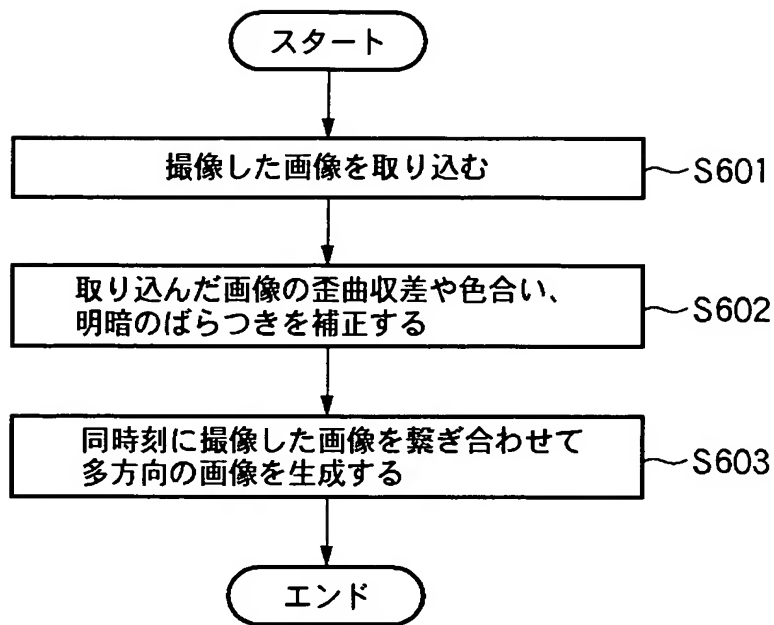 スタート
撮像した画像を取り込む
S601
取り込んだ画像の歪曲収差や色合い、
明暗のばらつきを補正する
S602
同時刻に撮像した画像を繋ぎ合わせて
多方向の画像を生成する
S603
エンド